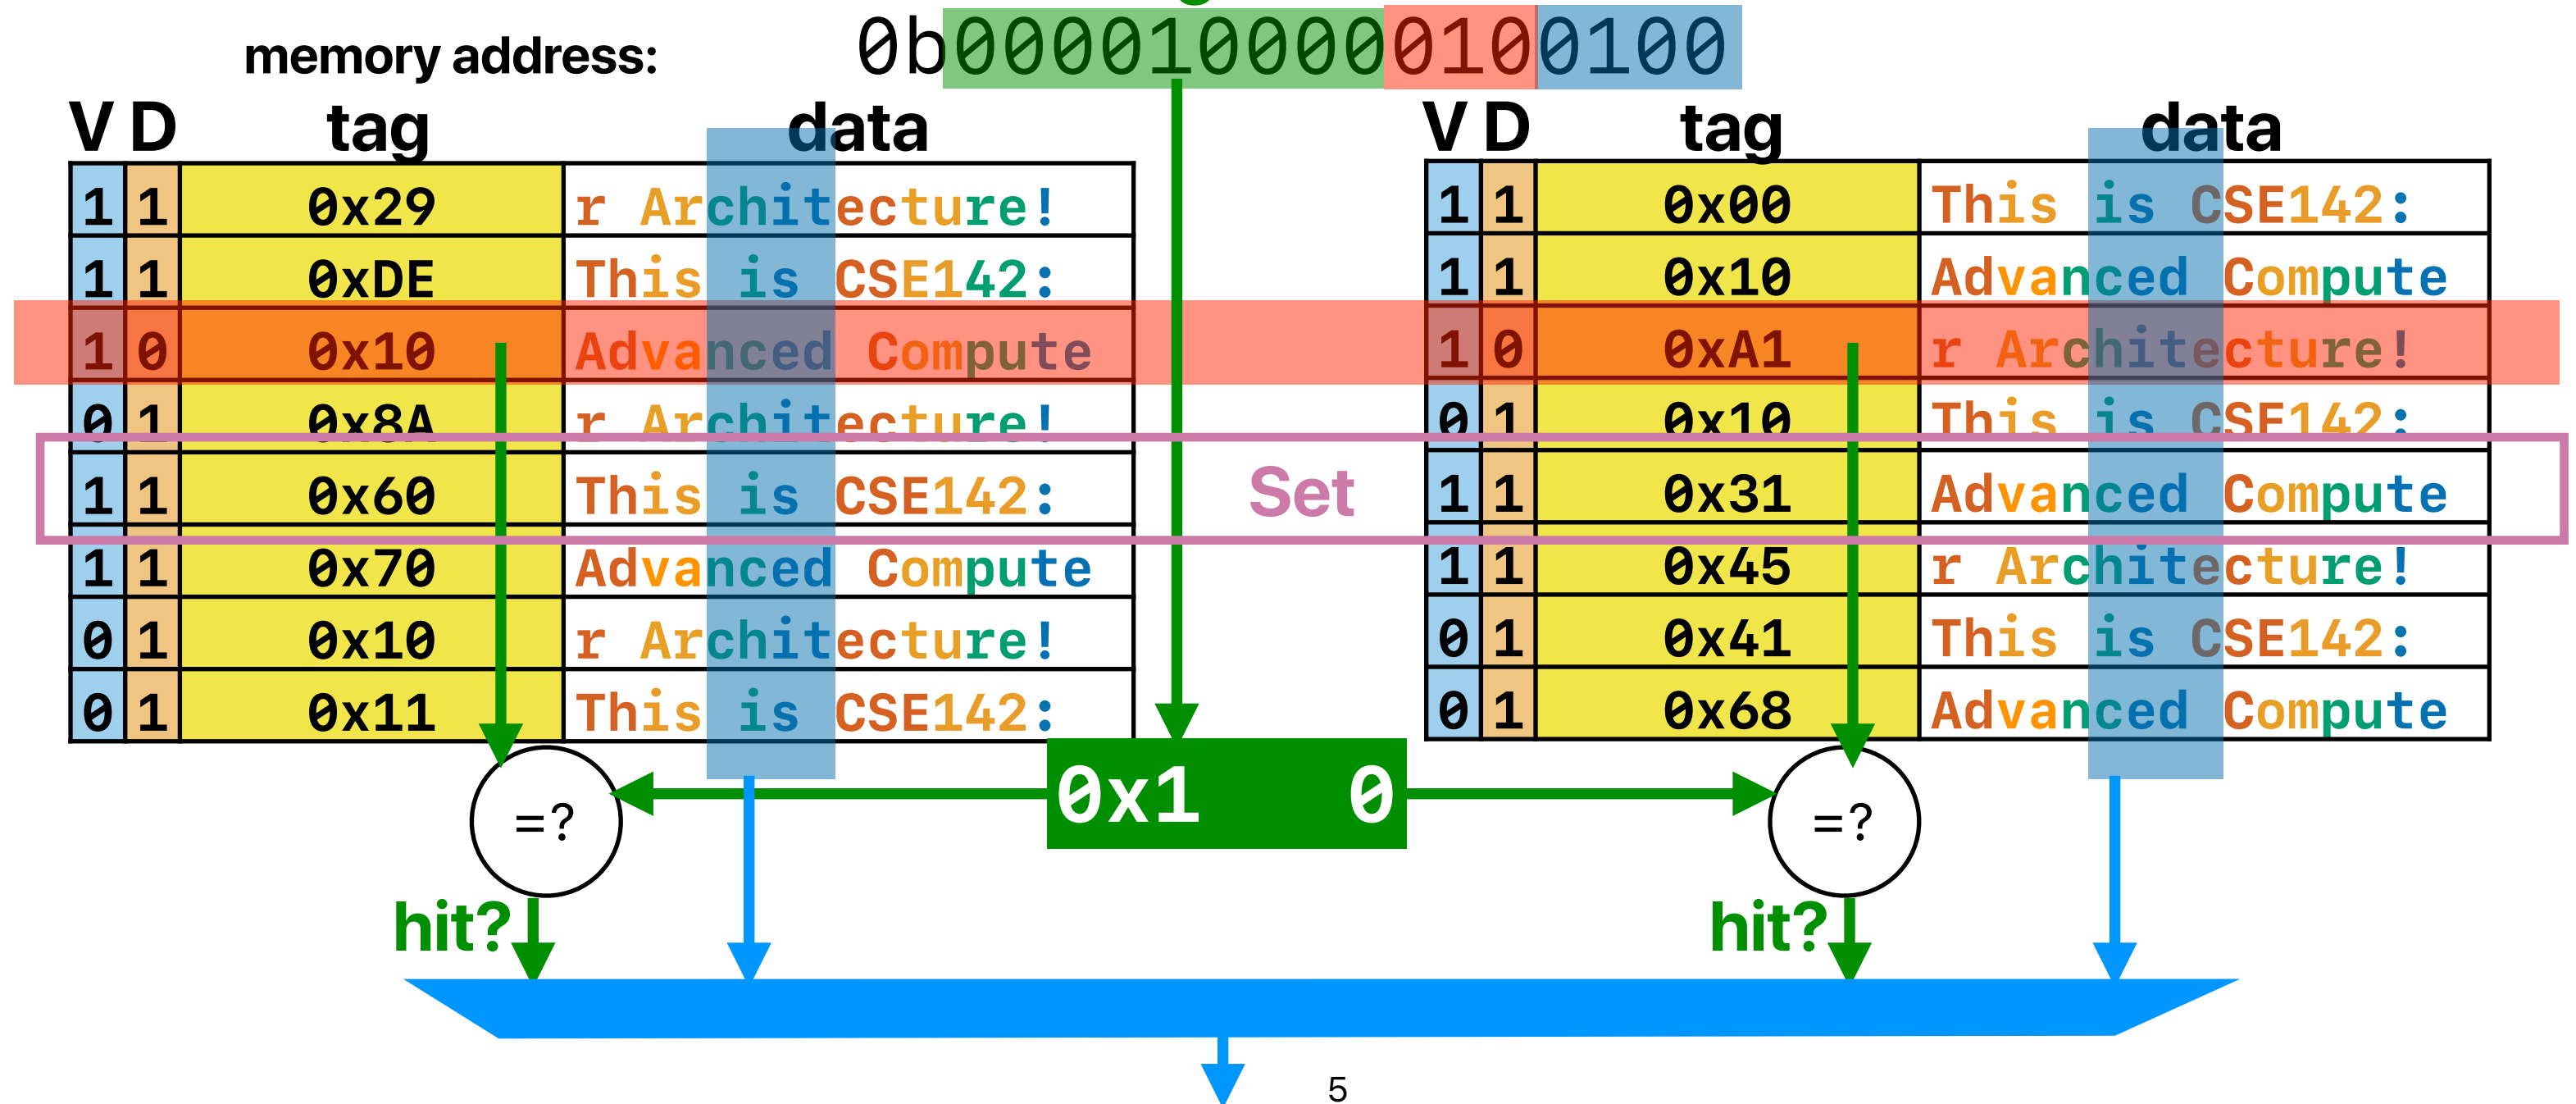 memory address: 0b0000100000100100
V D tag data V D tag data
1 1 0x29 r Architecture! 1 1 0x00 This is CSE142:
1 1 0xDE This is CSE142: 1 1 0x10 Advanced Compute
1 0 0x10 Advanced Compute 1 0 0xA1 r Architecture!
0 1 0x8A r Architecture! 0 1 0x10 This is CSE142:
1 1 0x60 This is CSE142: Set 1 1 0x31 Advanced Compute
1 1 0x70 Advanced Compute 1 1 0x45 r Architecture!
0 1 0x10 r Architecture! 0 1 0x41 This is CSE142:
0 1 0x11 This is CSE142: 0 1 0x68 Advanced Compute
=? 0x1 0 =?
hit? hit?
5